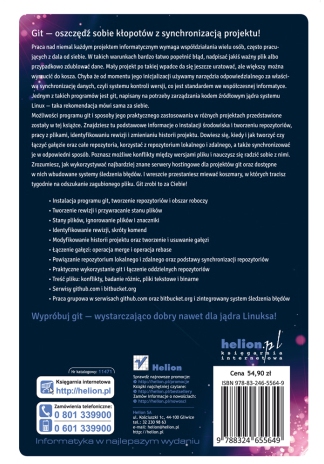 Git — oszczędź sobie kłopotów z synchronizacją projektu!
Praca nad niemal każdym projektem informatycznym wymaga współdziałania wielu osób, często pracu-
jących z dala od siebie. W takich warunkach bardzo łatwo popełnić błąd, nadpisać jakiś ważny plik albo
przypadkowo zdublować dane. Mały projekt po takiej wpadce da się jeszcze uratować, ale większy można
wyrzucić do kosza. Chyba że od momentu jego inicjalizacji używamy narzędzia odpowiedzialnego za właści-
wą synchronizację danych, czyli systemu kontroli wersji, co jest standardem we współczesnej informatyce.
Jednym z takich programów jest git, napisany na potrzeby zarządzania kodem źródłowym jądra systemu
Linux — taka rekomendacja mówi sama za siebie.
Możliwości programu git i sposoby jego praktycznego zastosowania w różnych projektach przedstawione
zostały w tej książce. Znajdziesz tu podstawowe informacje o instalacji środowiska i tworzeniu repozytoriów,
pracy z plikami, identyfikowaniu rewizji i zmienianiu historii projektu. Dowiesz się, kiedy i jak tworzyć czy
łączyć gałęzie oraz całe repozytoria, korzystać z repozytorium lokalnego i zdalnego, a także synchronizować
je w odpowiedni sposób. Poznasz możliwe konflikty między wersjami pliku i nauczysz się radzić sobie z nimi.
Zrozumiesz, jak wykorzystywać najbardziej znane serwery hostingowe dla projektów git oraz dostępne
w nich wbudowane systemy śledzenia błędów. I wreszcie przestaniesz miewać koszmary, w których tracisz
tygodnie na odszukanie zagubionego pliku. Git zrobi to za Ciebie!
• Instalacja programu git, tworzenie repozytoriów i obszar roboczy
• Tworzenie rewizji i przywracanie stanu plików
• Stany plików, ignorowanie plików i znaczniki
• Identyfikowanie rewizji, skróty komend
• Modyfikowanie historii projektu oraz tworzenie i usuwanie gałęzi
• Łączenie gałęzi: operacja merge i operacja rebase
• Powiązanie repozytorium lokalnego i zdalnego oraz podstawy synchronizacji repozytoriów
• Praktyczne wykorzystanie git i łączenie oddzielnych repozytoriów
• Treść pliku: konflikty, badanie różnic, pliki tekstowe i binarne
• Serwisy github.com i bitbucket.org
• Praca grupowa w serwisach github.com oraz bitbucket.org i zintegrowany system śledzenia błędów
Wypróbuj git — wystarczająco dobry nawet dla jądra Linuksa!
helion.pl
księgarnia
internetowa
Nr katalogowy: 11471
Księgarnia internetowa
http://helion.pl
Zamówienia telefoniczne:
0 801 339900
0 601 339900
Helion
Sprawdź najnowsze promocje:
http://helion.pl/promocje
Książki najchętniej czytane:
http://helion.pl/bestsellery
Zamów informacje o nowościach:
http://helion.pl/nowosci
Helion SA
ul. Kościuszki 1c, 44-100 Gliwice
tel.: 32 230 98 63
e-mail: helion@helion.pl
http://helion.pl
Informatyka w najlepszym wydaniu
Cena 54,90 zł
ISBN 978-83-246-5564-9
9 788324 655649